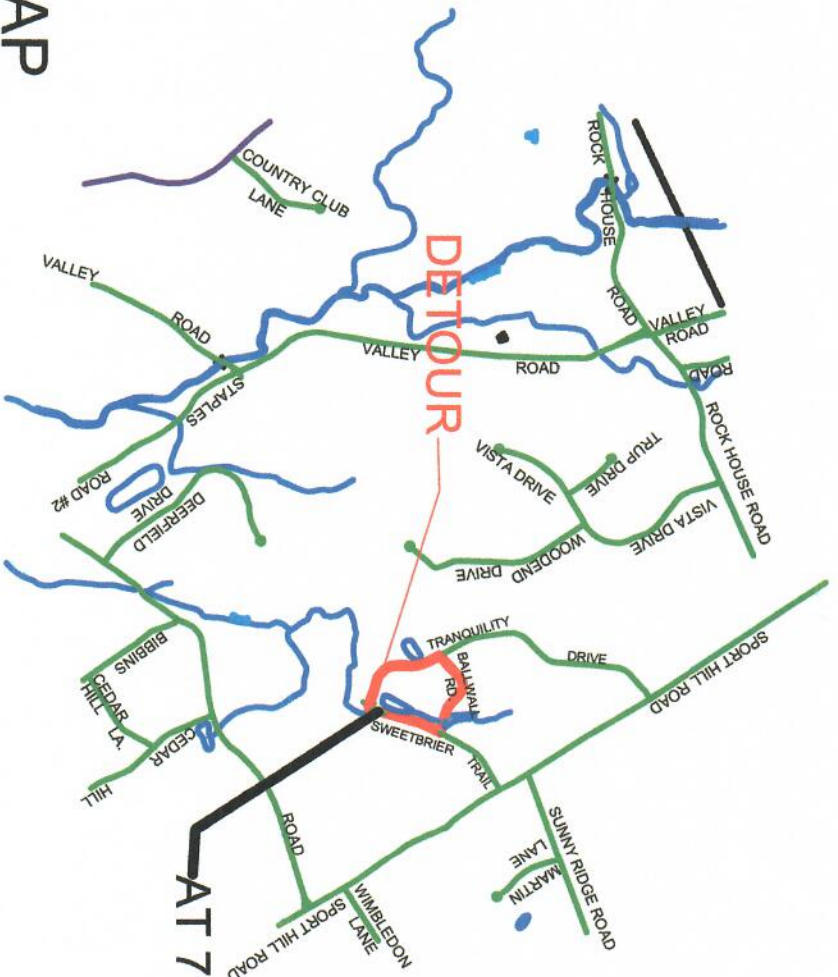 AP
ROCK
HOUSE
ROAD
COUNTRY CLUB
LANE
DETOUR
VALLEY
ROAD
VALLEY
ROAD
VALLEY
ROAD
ROAD
STAPLES
ROAD #2
ROCK HOUSE ROAD
VISTA DRIVE
TRUP DRIVE
VISTA DRIVE
WOODEND
DRIVE
DEERFIELD
DRIVE
TRANQUILITY
DRIVE
BALLWALL
RD.
SPORT HILL ROAD
BIBBINS
CEDAR
HILL
LA.
CEDAR
HILL
SWEETBRIER
TRAIL
ROAD
SUNNY RIDGE ROAD
MARTIN
LANE
WIMBLEDON
LANE
SPORT HILL ROAD
AT 7